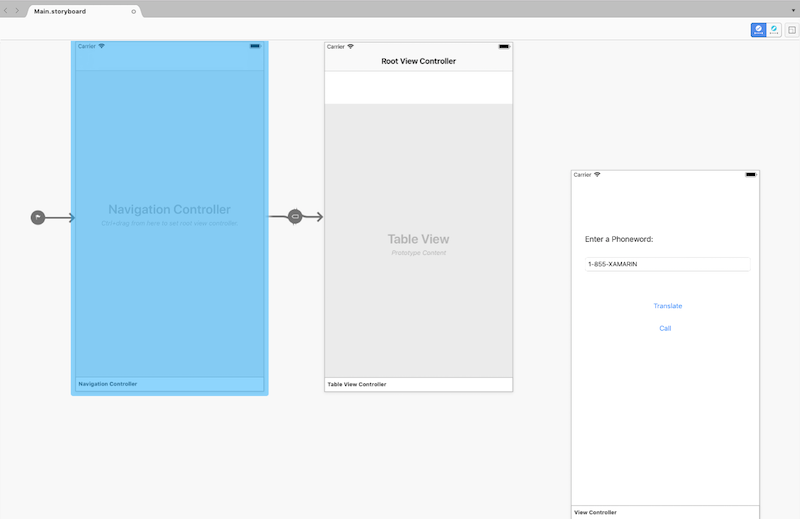 Main.storyboard
Carrier
Navigation Controller
Ctrl+drag from here to set root view controller.
Navigation Controller
Carrier
Root View Controller
Table View
Prototype Content
Table View Controller
Carrier
Enter a Phoneword:
1-855-XAMARIN
Translate
Call
View Controller